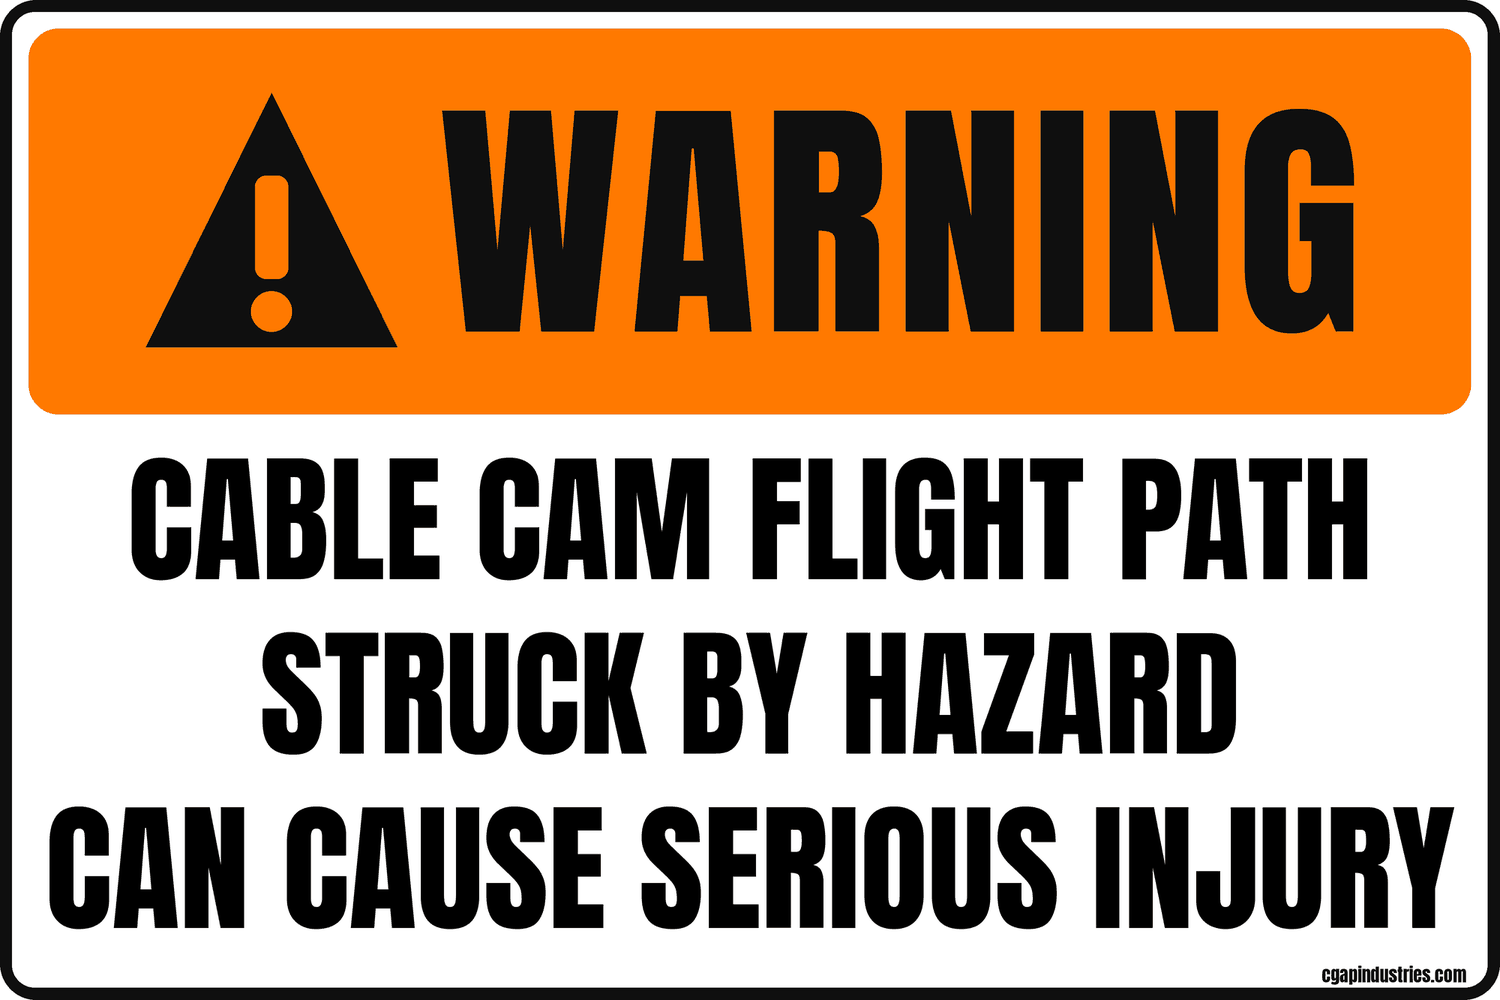 WARNING
CABLE CAM FLIGHT PATH
STRUCK BY HAZARD
CAN CAUSE SERIOUS INJURY
cgapindustries.com